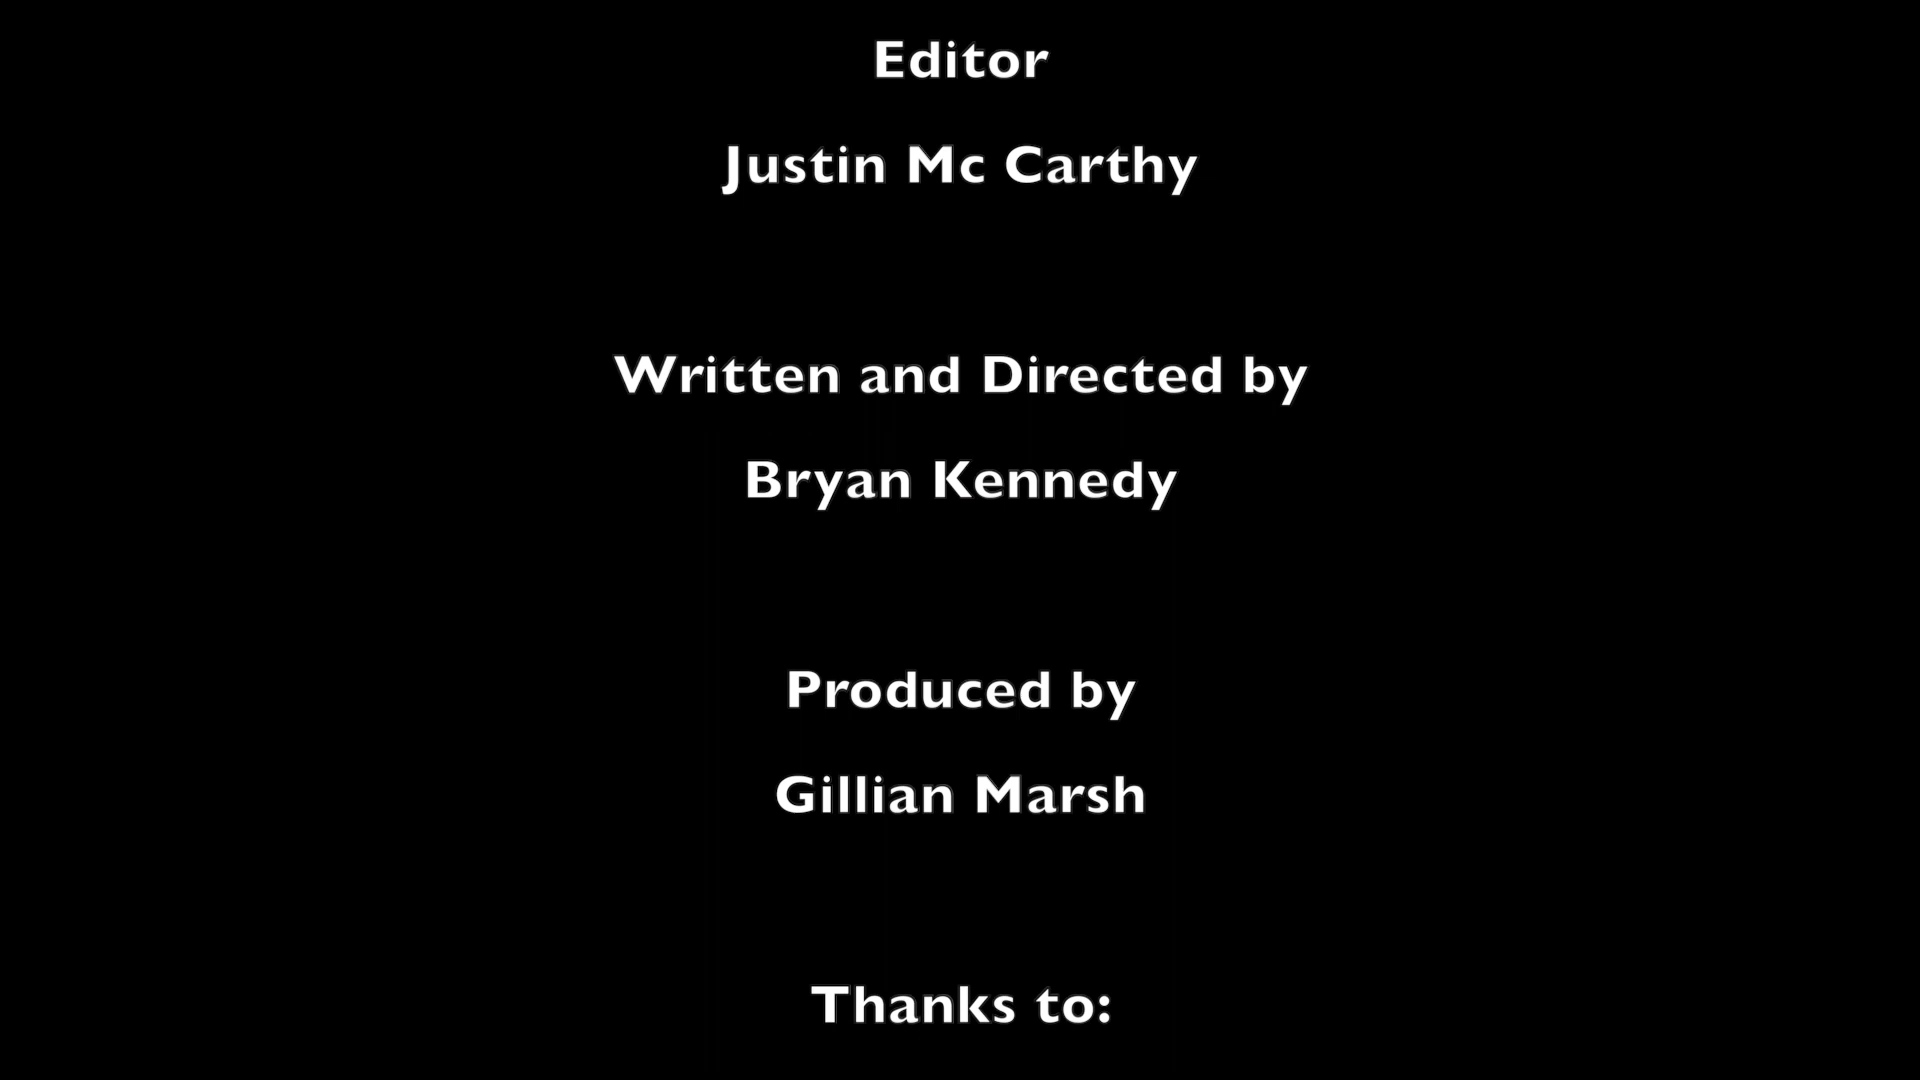 Editor
Justin Mc Carthy
Written and Directed by
Bryan Kennedy
Produced by
Gillian Marsh
Thanks to: